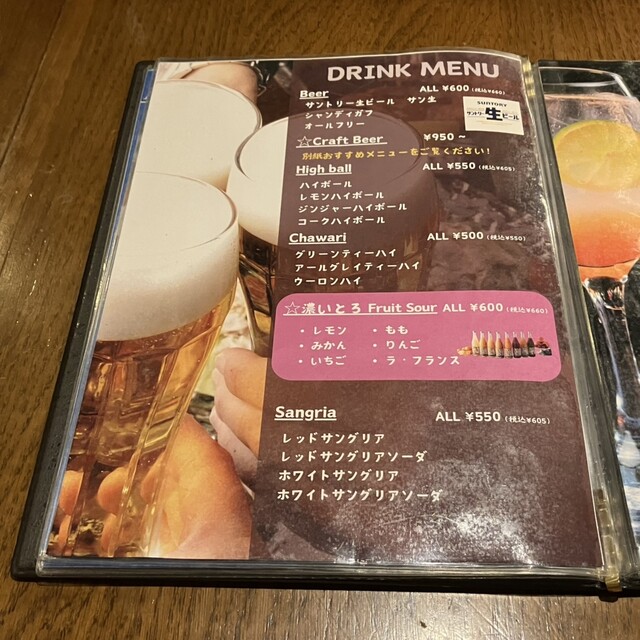 DRINK MENU
Beer ALL ¥600(税込¥660)
サントリー生ビール サン生
シャンディガフ
オールフリー
SUNTORY
サントリー生ビール
☆Craft Beer ¥950～
別紙おすすめメニューをご覧ください!
High ball ALL ¥550(税込¥605)
ハイボール
レモンハイボール
ジンジャーハイボール
コークハイボール
Chawari ALL ¥500(税込¥550)
グリーンティーハイ
アールグレイティーハイ
ウーロンハイ
☆濃いとろ Fruit Sour ALL ¥600(税込¥660)
・レモン ・もも
・みかん ・りんご
・いちご ・ラ・フランス
Sangria ALL ¥550(税込¥605)
レッドサングリア
レッドサングリアソーダ
ホワイトサングリア
ホワイトサングリアソーダ